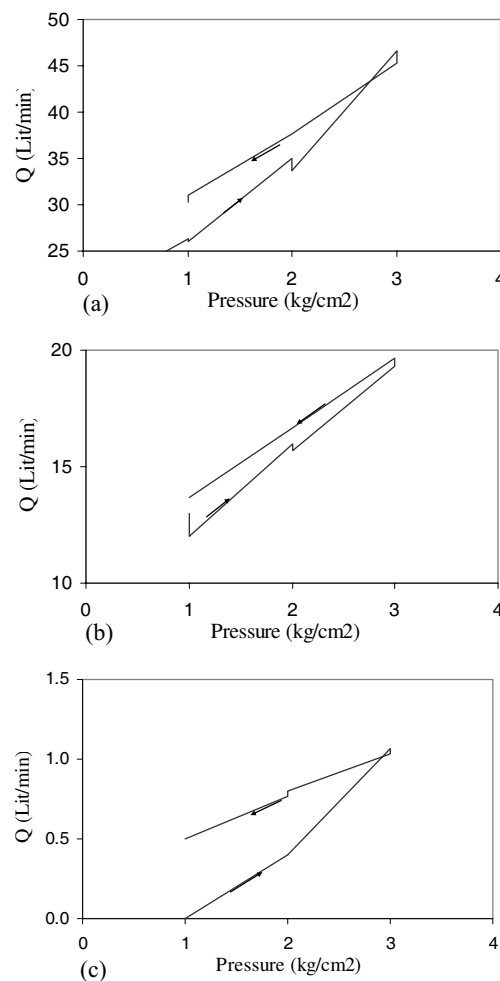 50
45
40
35
30
25
Q (Lit/min)
0 1 2 3 4
(a) Pressure (kg/cm2)
20
15
10
Q (Lit/min)
0 1 2 3 4
(b) Pressure (kg/cm2)
1.5
1.0
0.5
0.0
Q (Lit/min)
0 1 2 3 4
(c) Pressure (kg/cm2)